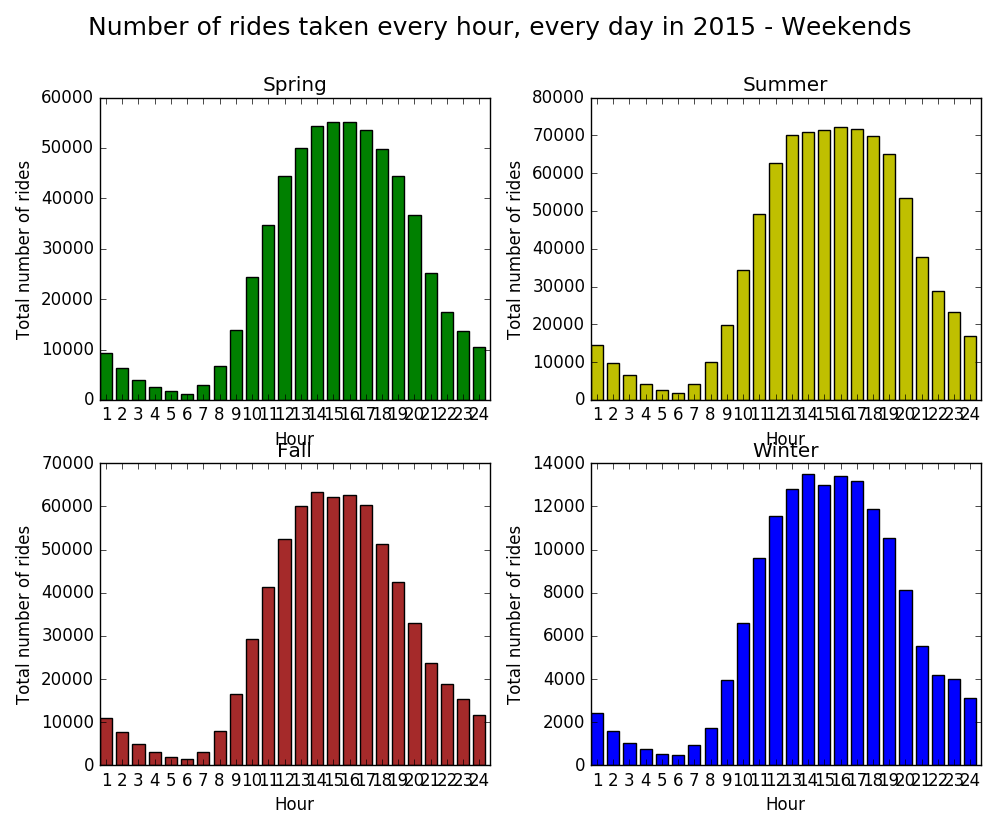 Number of rides taken every hour, every day in 2015 - Weekends
Spring
60000
50000
40000
30000
20000
10000
0
Total number of rides
1 2 3 4 5 6 7 8 9 10 11 12 13 14 15 16 17 18 19 20 21 22 23 24
Hour
Summer
80000
70000
60000
50000
40000
30000
20000
10000
0
Total number of rides
1 2 3 4 5 6 7 8 9 10 11 12 13 14 15 16 17 18 19 20 21 22 23 24
Hour
Fall
70000
60000
50000
40000
30000
20000
10000
0
Total number of rides
1 2 3 4 5 6 7 8 9 10 11 12 13 14 15 16 17 18 19 20 21 22 23 24
Hour
Winter
14000
12000
10000
8000
6000
4000
2000
0
Total number of rides
1 2 3 4 5 6 7 8 9 10 11 12 13 14 15 16 17 18 19 20 21 22 23 24
Hour